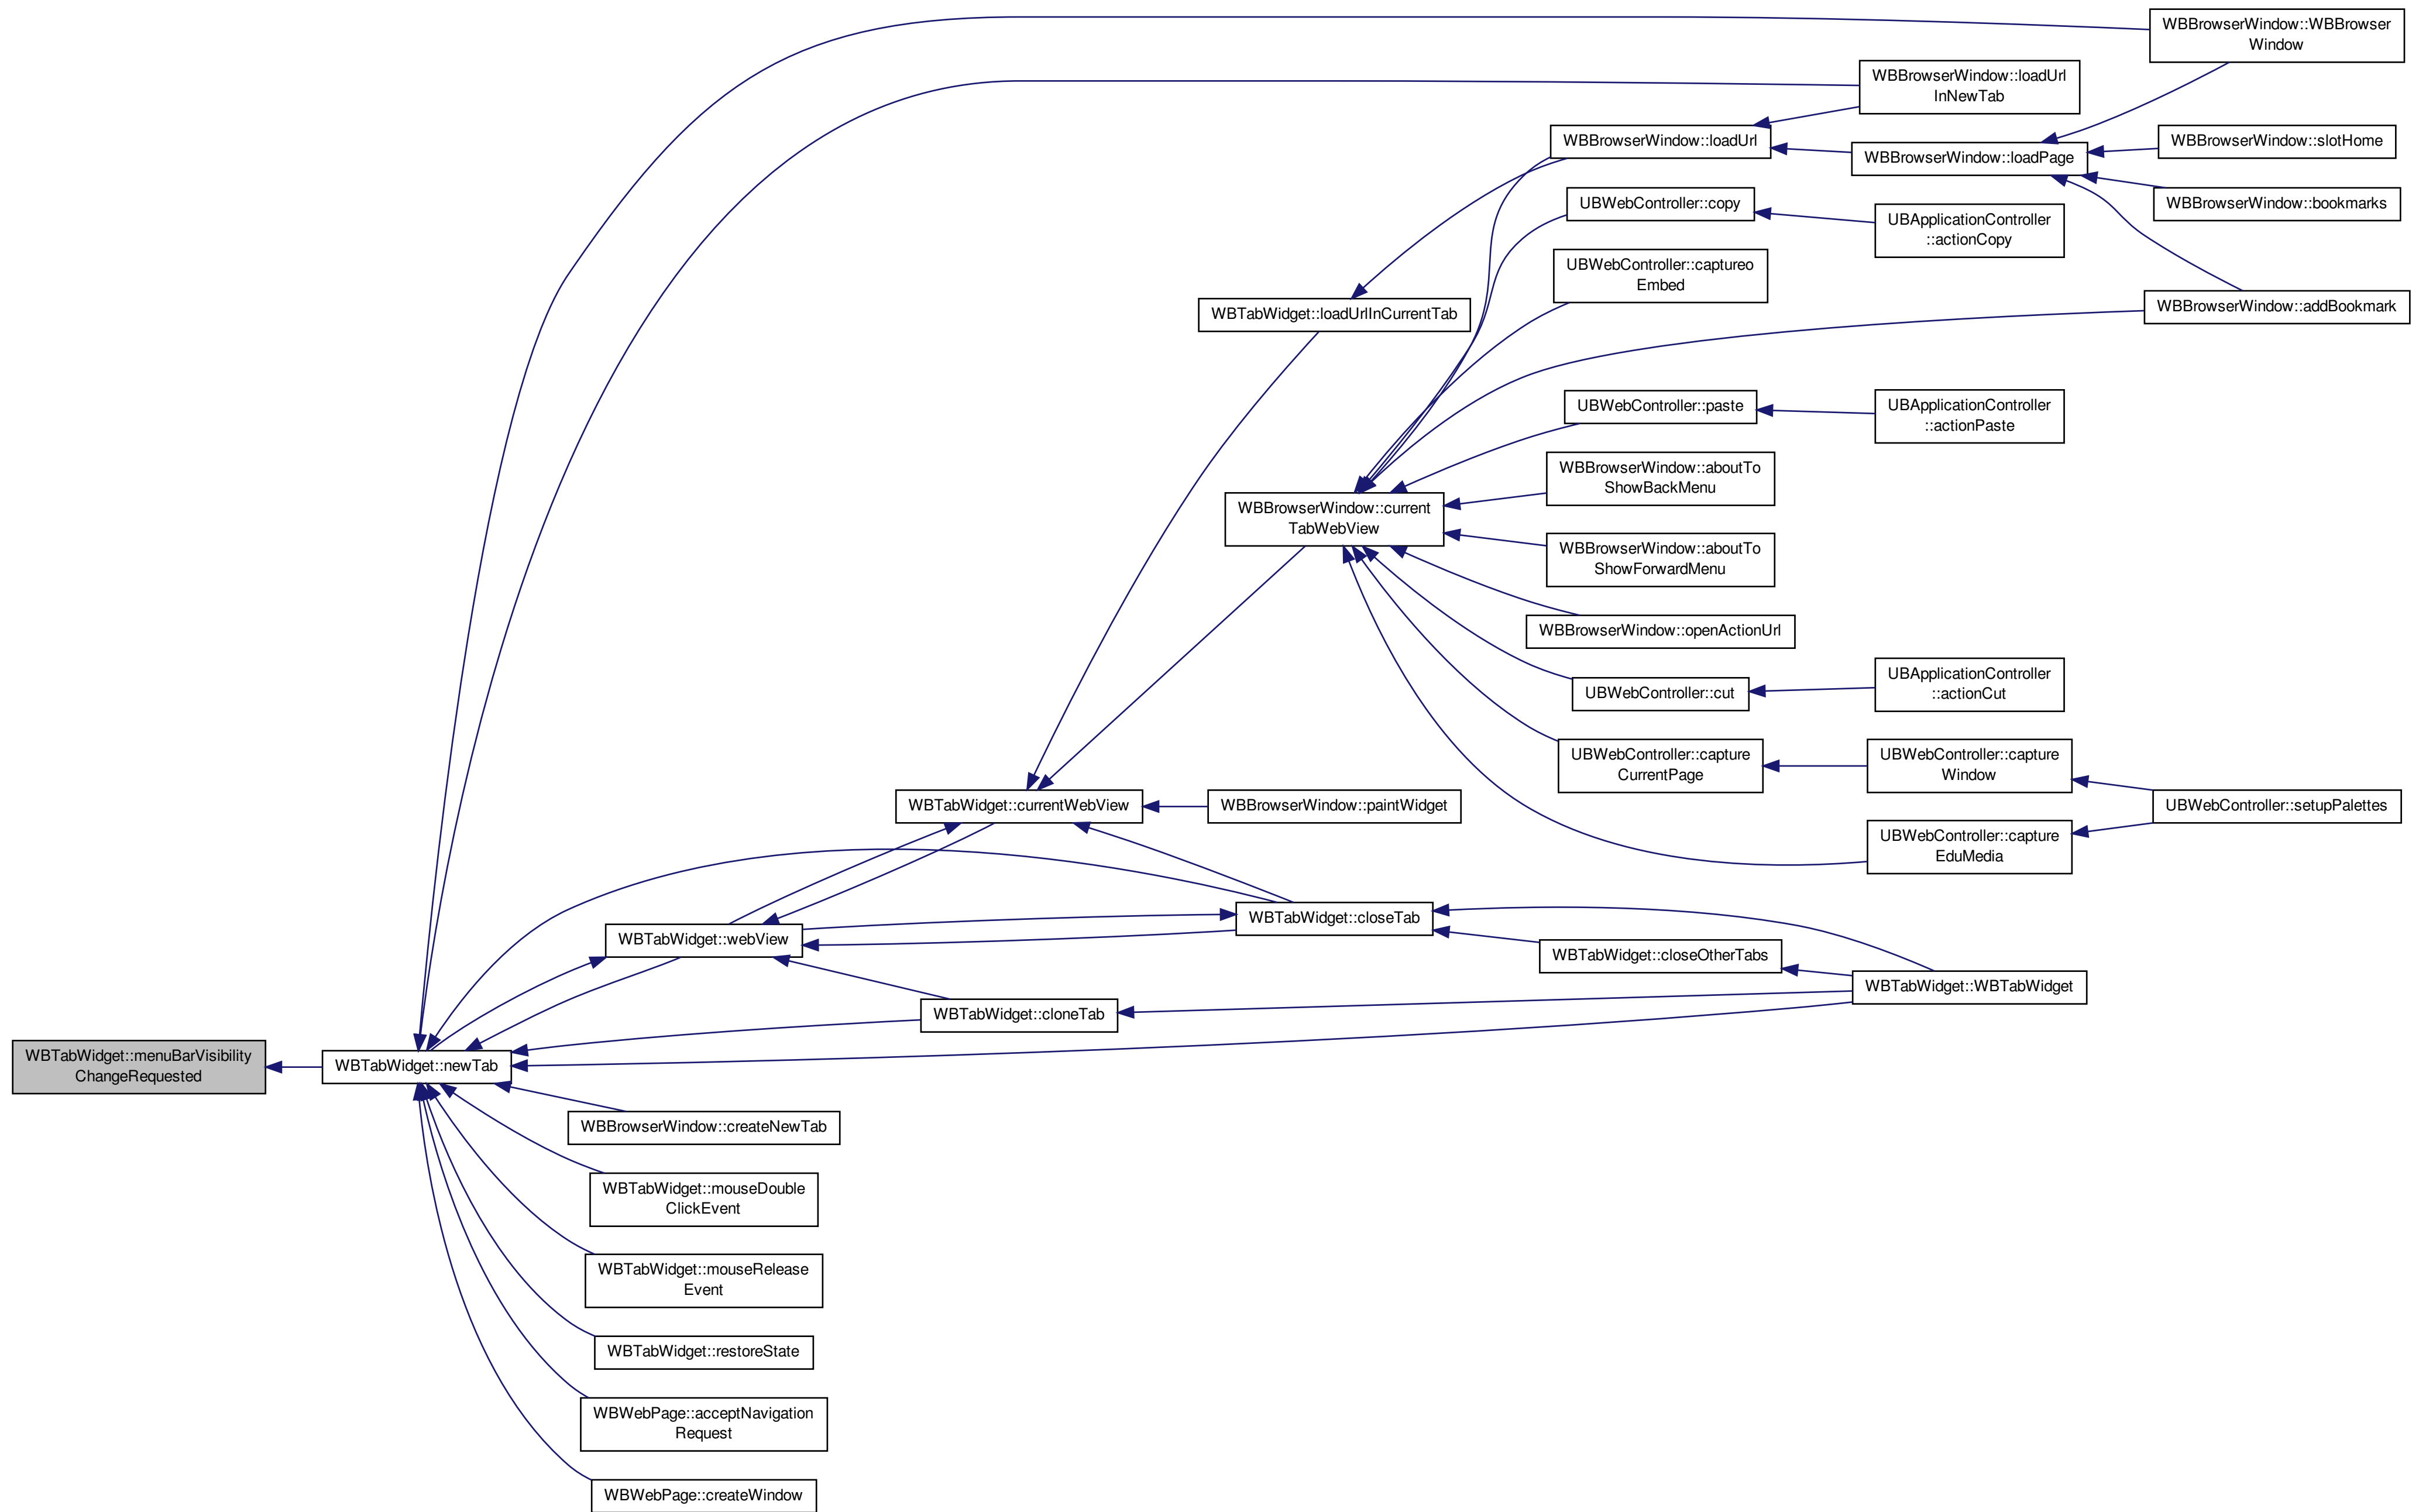 WBBrowserWindow::WBBrowser
Window
WBBrowserWindow::loadUrl
InNewTab
WBBrowserWindow::loadUrl
WBBrowserWindow::loadPage
WBBrowserWindow::slotHome
WBBrowserWindow::bookmarks
UBWebController::copy
UBApplicationController
::actionCopy
UBWebController::captureo
Embed
WBTabWidget::loadUrlInCurrentTab
WBBrowserWindow::addBookmark
UBWebController::paste
UBApplicationController
::actionPaste
WBBrowserWindow::aboutTo
ShowBackMenu
WBBrowserWindow::current
TabWebView
WBBrowserWindow::aboutTo
ShowForwardMenu
WBBrowserWindow::openActionUrl
UBWebController::cut
UBApplicationController
::actionCut
UBWebController::capture
CurrentPage
UBWebController::capture
Window
WBTabWidget::currentWebView
WBBrowserWindow::paintWidget
UBWebController::setupPalettes
UBWebController::capture
EduMedia
WBTabWidget::webView
WBTabWidget::closeTab
WBTabWidget::closeOtherTabs
WBTabWidget::WBTabWidget
WBTabWidget::cloneTab
WBTabWidget::menuBarVisibility
ChangeRequested
WBTabWidget::newTab
WBBrowserWindow::createNewTab
WBTabWidget::mouseDouble
ClickEvent
WBTabWidget::mouseRelease
Event
WBTabWidget::restoreState
WBWebPage::acceptNavigation
Request
WBWebPage::createWindow